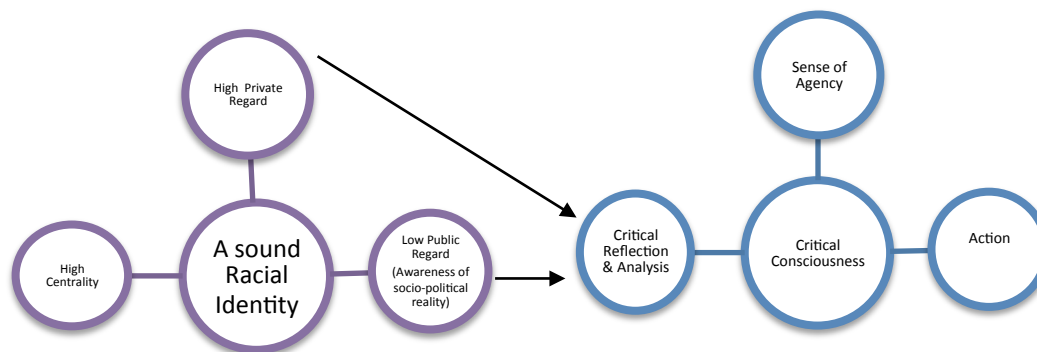 High Private
Regard
High
Centrality
A sound
Racial
Identity
Low Public
Regard
(Awareness of
socio-political
reality)
Critical
Reflection
& Analysis
Sense of
Agency
Critical
Consciousness
Action